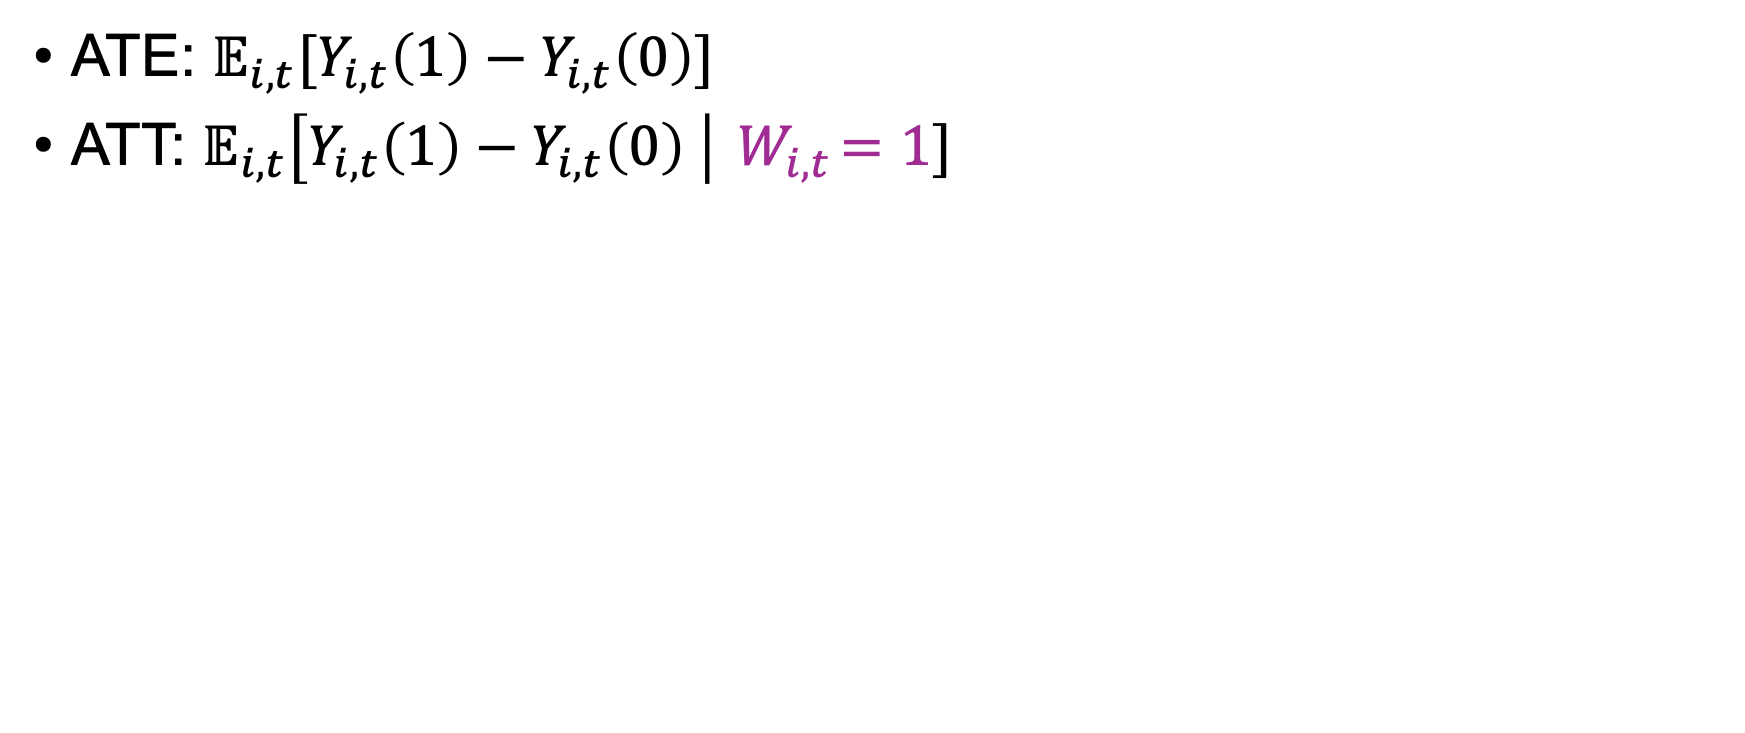 • ATE: 𝔼_{i,t}[Y_{i,t}(1) − Y_{i,t}(0)]
• ATT: 𝔼_{i,t}[Y_{i,t}(1) − Y_{i,t}(0) | W_{i,t} = 1]